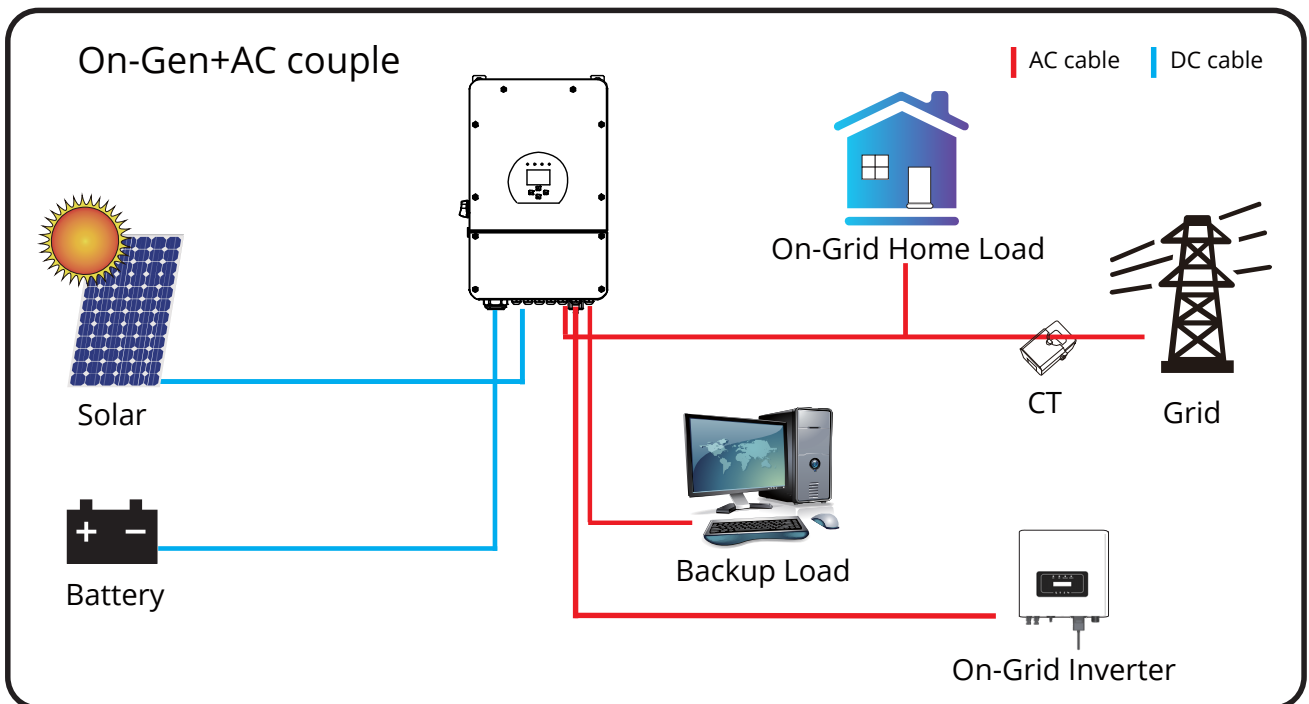 On-Gen+AC couple
AC cable
DC cable
On-Grid Home Load
Solar
CT
Grid
Backup Load
Battery
On-Grid Inverter